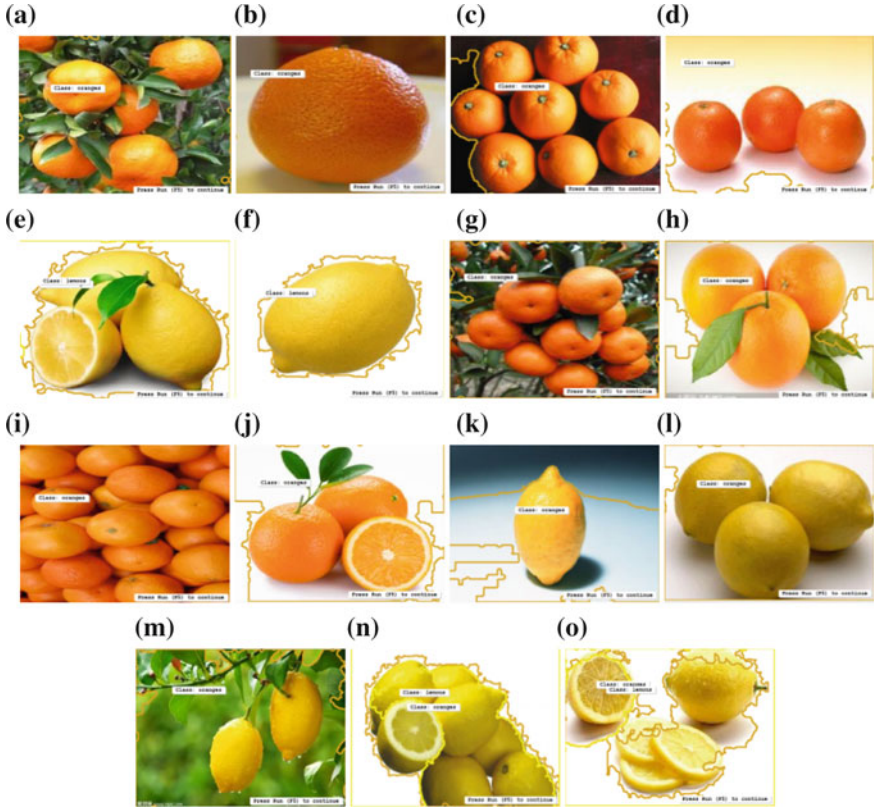 (a)
(b)
(c)
(d)
Class: oranges
Class: oranges
Class: oranges
Class: oranges
Press Run (F5) to continue
Press Run (F5) to continue
Press Run (F5) to continue
Press Run (F5) to continue
(e)
(f)
(g)
(h)
Class: lemons
Class: lemons
Class: oranges
Class: oranges
Press Run (F5) to continue
Press Run (F5) to continue
Press Run (F5) to continue
Press Run (F5) to continue
(i)
(j)
(k)
(l)
Class: oranges
Class: oranges
Class: oranges
Class: oranges
Press Run (F5) to continue
Press Run (F5) to continue
Press Run (F5) to continue
Press Run (F5) to continue
(m)
(n)
(o)
Class: oranges
Class: lemons
Class: oranges
Class: oranges
Class: lemons
Press Run (F5) to continue
Press Run (F5) to continue
Press Run (F5) to continue